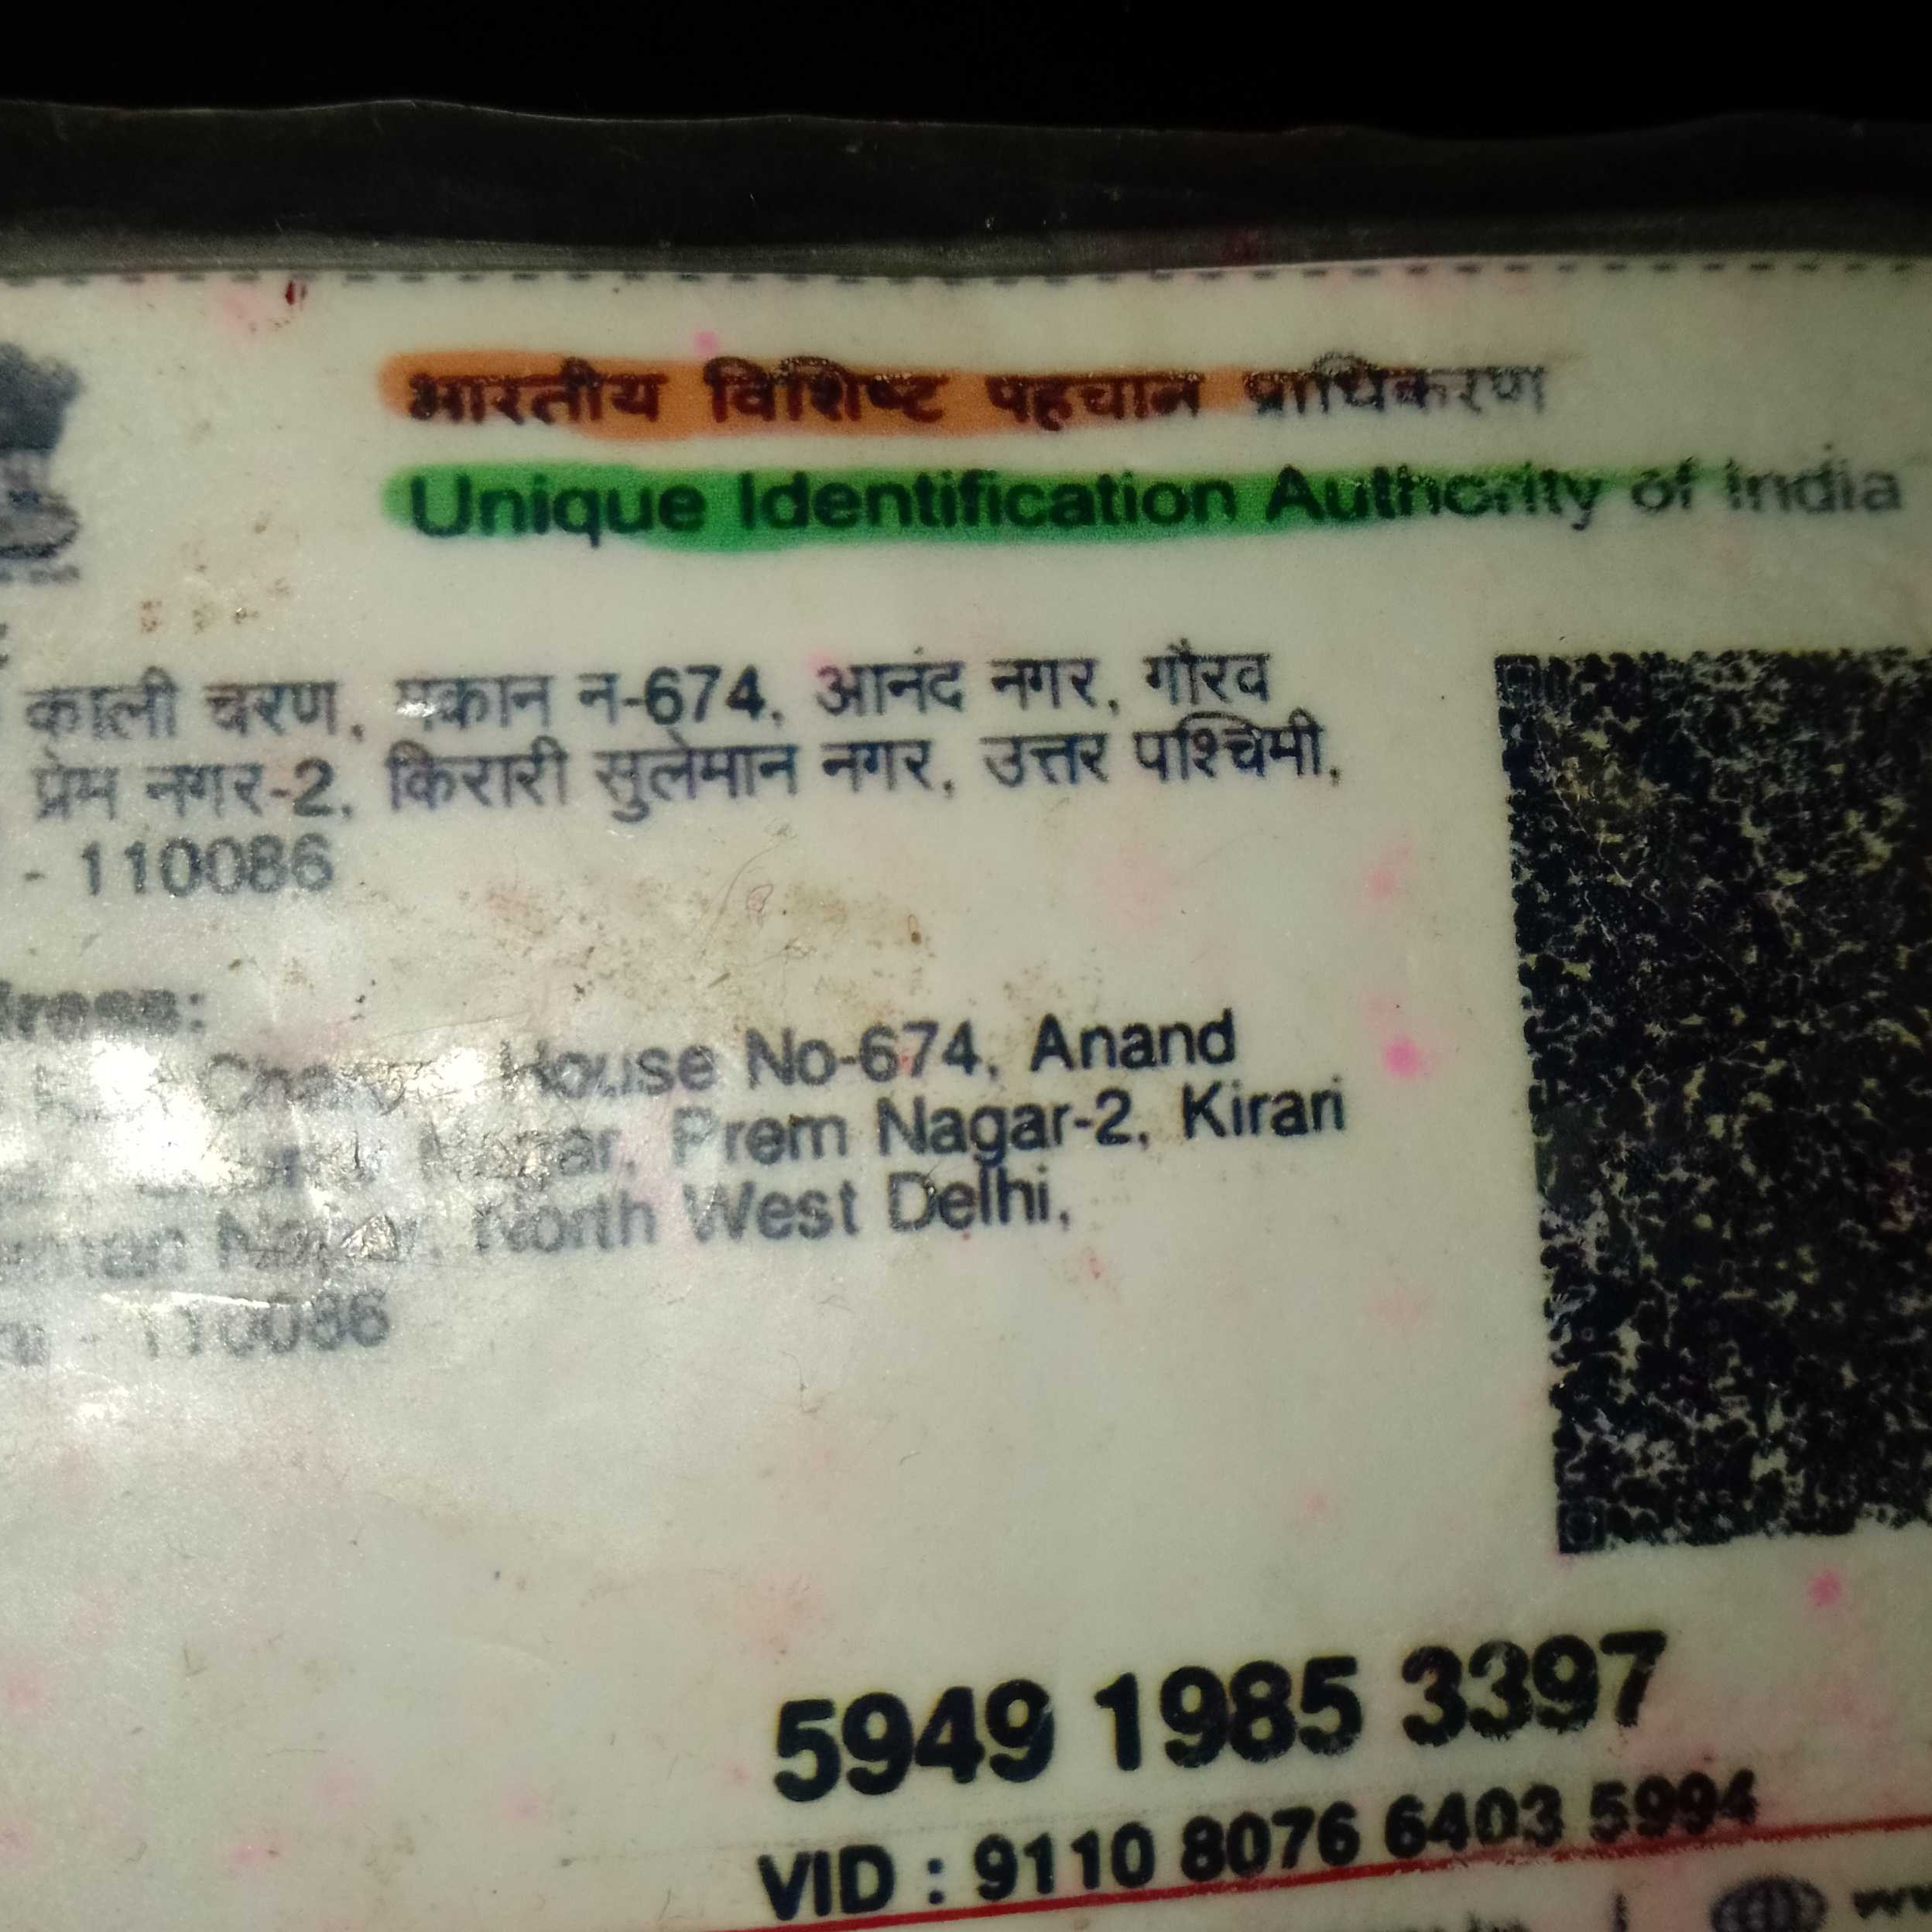 भारतीय विशिष्ट पहचान प्राधिकरण
Unique Identification Authority of India
काली चरण, मकान न-674, आनंद नगर, गौरव
प्रेम नगर-2, किरारी सुलेमान नगर, उत्तर पश्चिमी,
- 110086
House No-674, Anand
Nagar, Prem Nagar-2, Kirari
Nagar, North West Delhi,
- 110086
5949 1985 3397
VID : 9110 8076 6403 5994